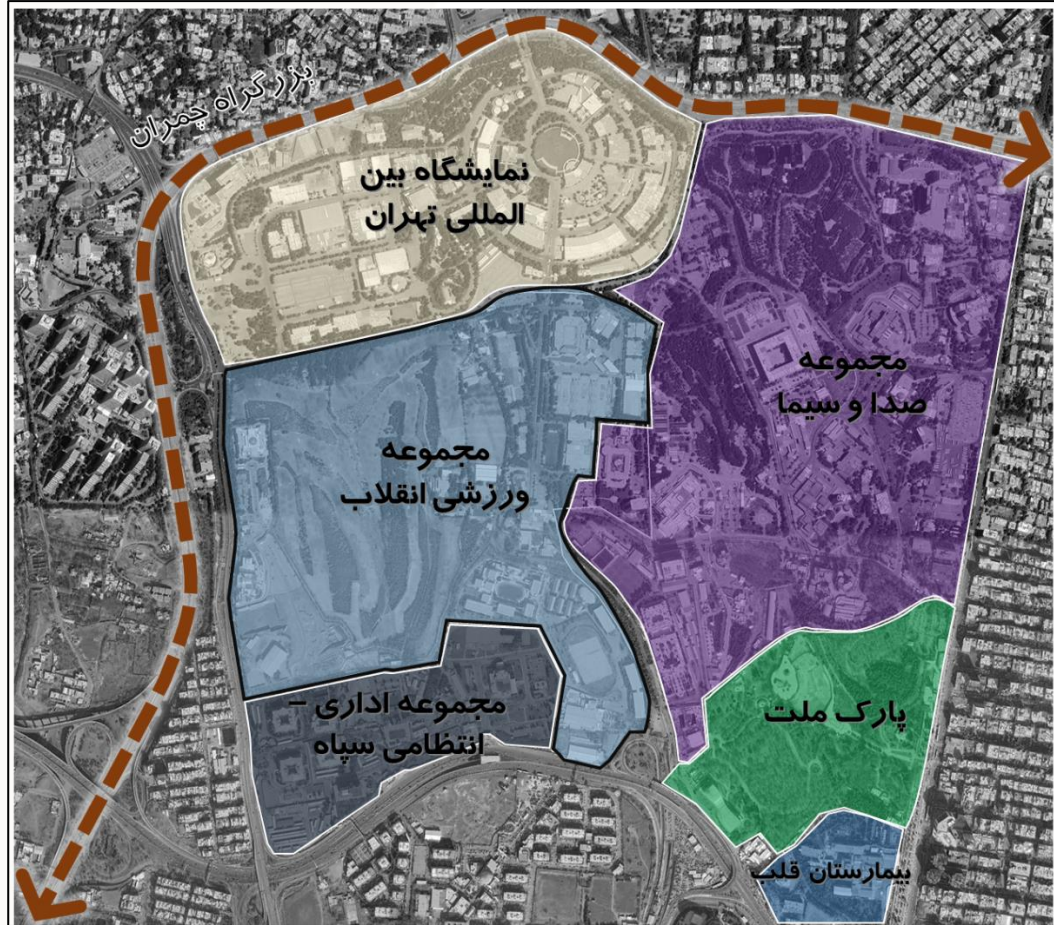 بزرگراه چمران
نمایشگاه بین
المللی تهران
مجموعه
صدا و سیما
مجموعه
ورزشی انقلاب
مجموعه اداری –
انتظامی سپاه
پارک ملت
بیمارستان قلب